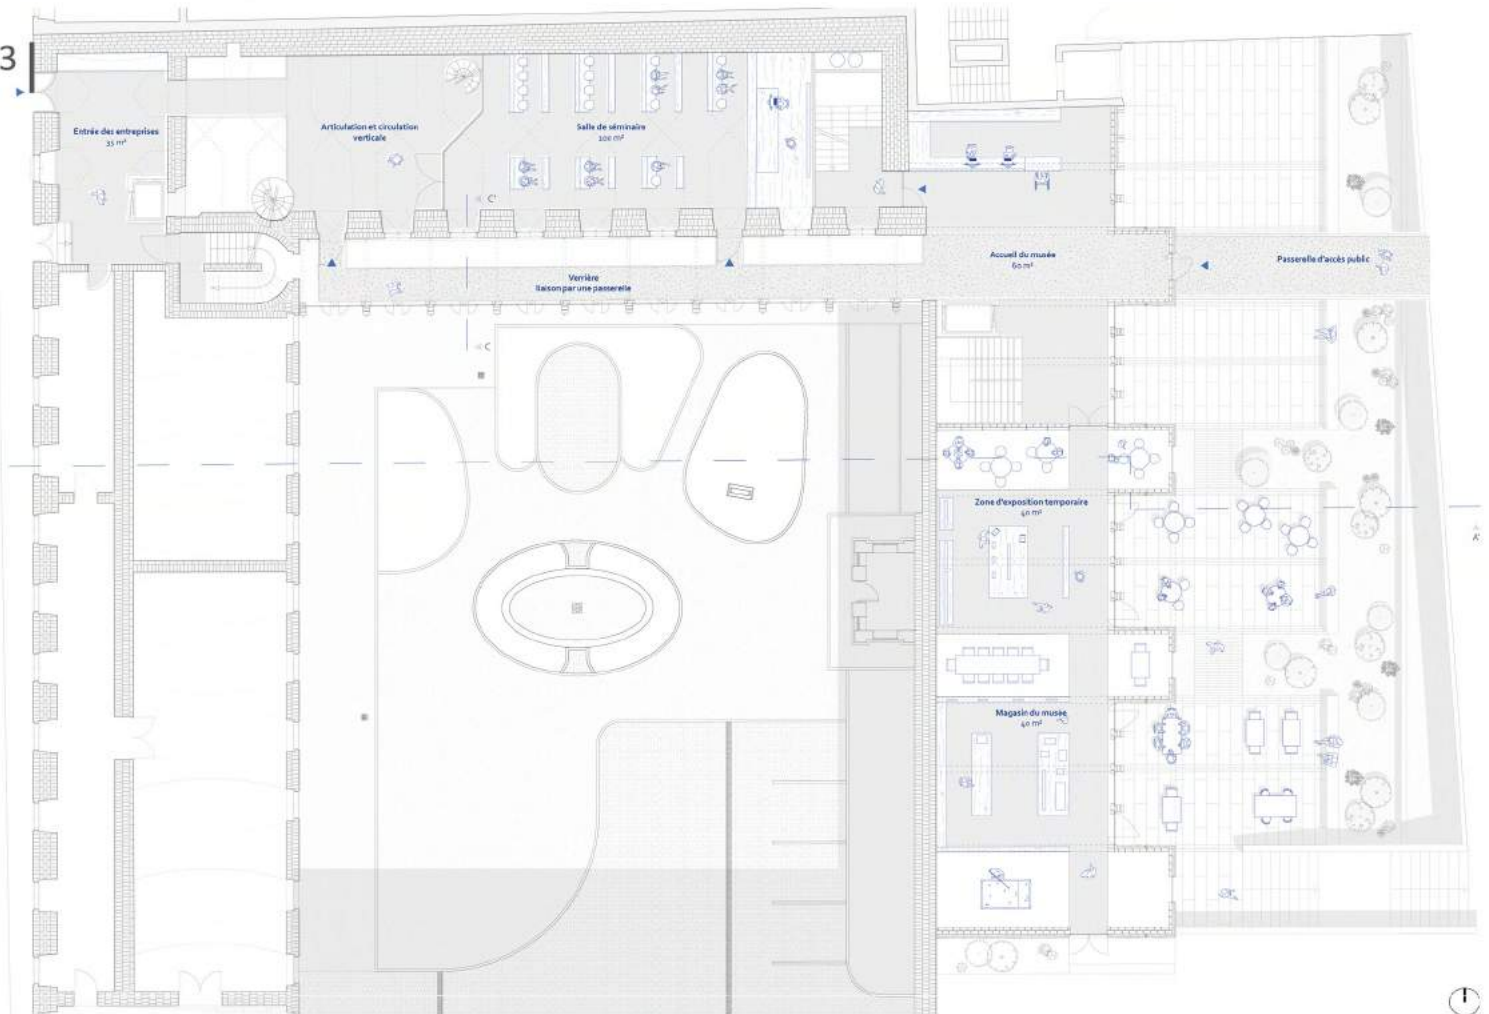 3
Entrée des entreprises
35 m²
Articulation et circulation
verticale
Salle de séminaire
100 m²
C'
Accueil du musée
60 m²
Passerelle d'accès public
Verrière
liaison par une passerelle
C
Zone d'exposition temporaire
40 m²
A'
Magasin du musée
40 m²